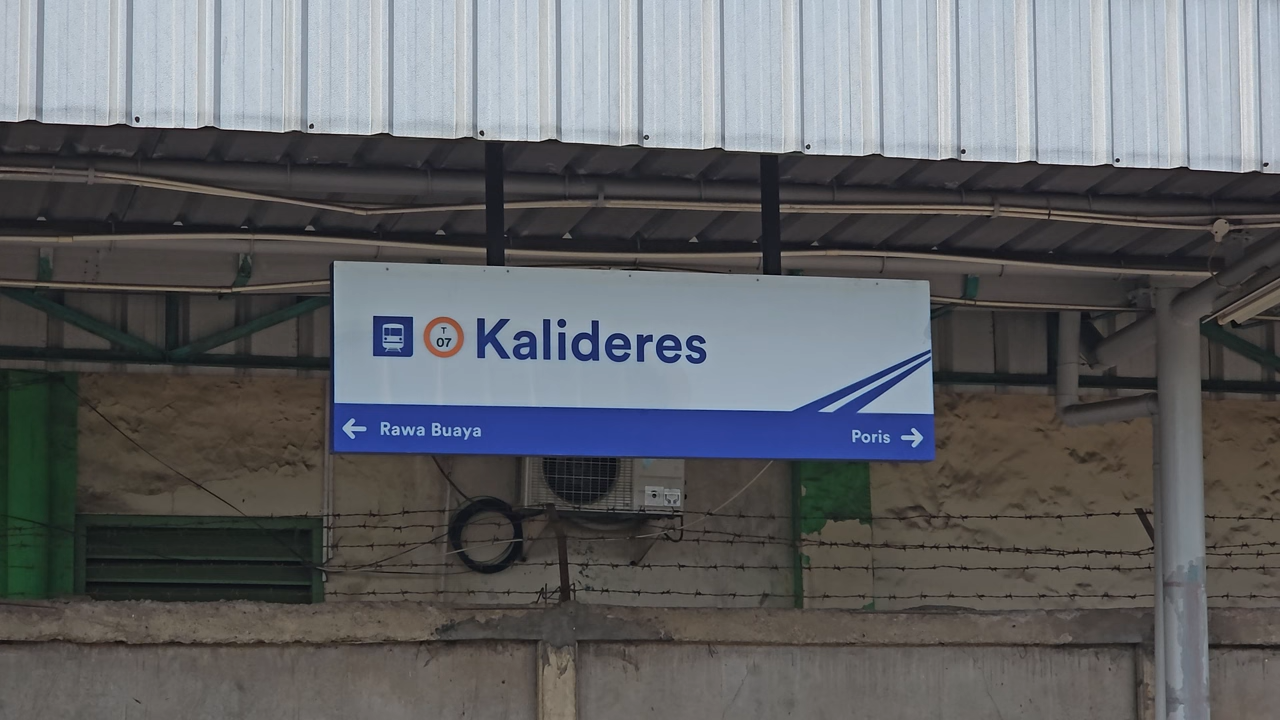 T
07
Kalideres
← Rawa Buaya
Poris →